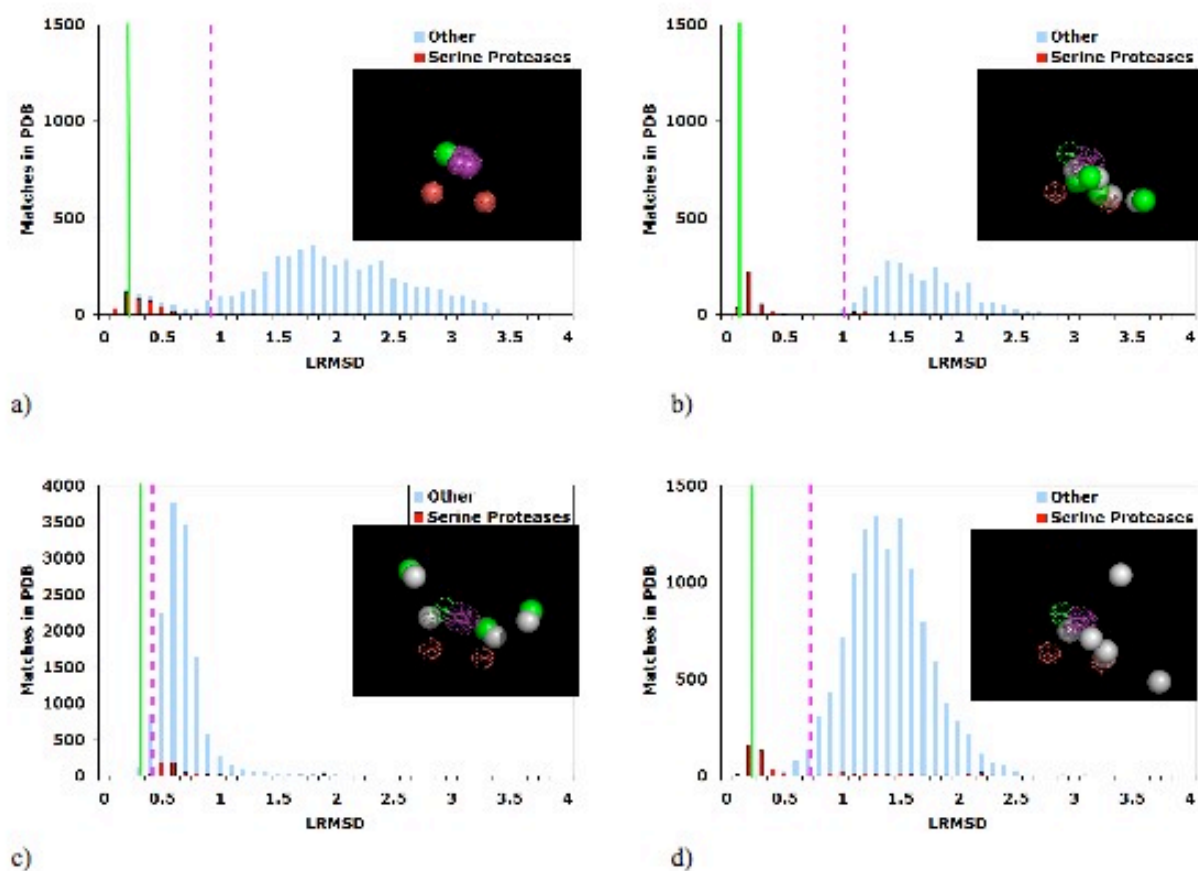 1500
1000
500
0
Matches in PDB
Other
Serine Proteases
0 0.5 1 1.5 2 2.5 3 3.5 4
LRMSD
a)
1500
1000
500
0
Matches in PDB
Other
Serine Proteases
0 0.5 1 1.5 2 2.5 3 3.5 4
LRMSD
b)
4000
3500
3000
2500
2000
1500
1000
500
0
Matches in PDB
Other
Serine Proteases
0 0.5 1 1.5 2 2.5 3 3.5 4
LRMSD
c)
1500
1000
500
0
Matches in PDB
Other
Serine Proteases
0 0.5 1 1.5 2 2.5 3 3.5 4
LRMSD
d)